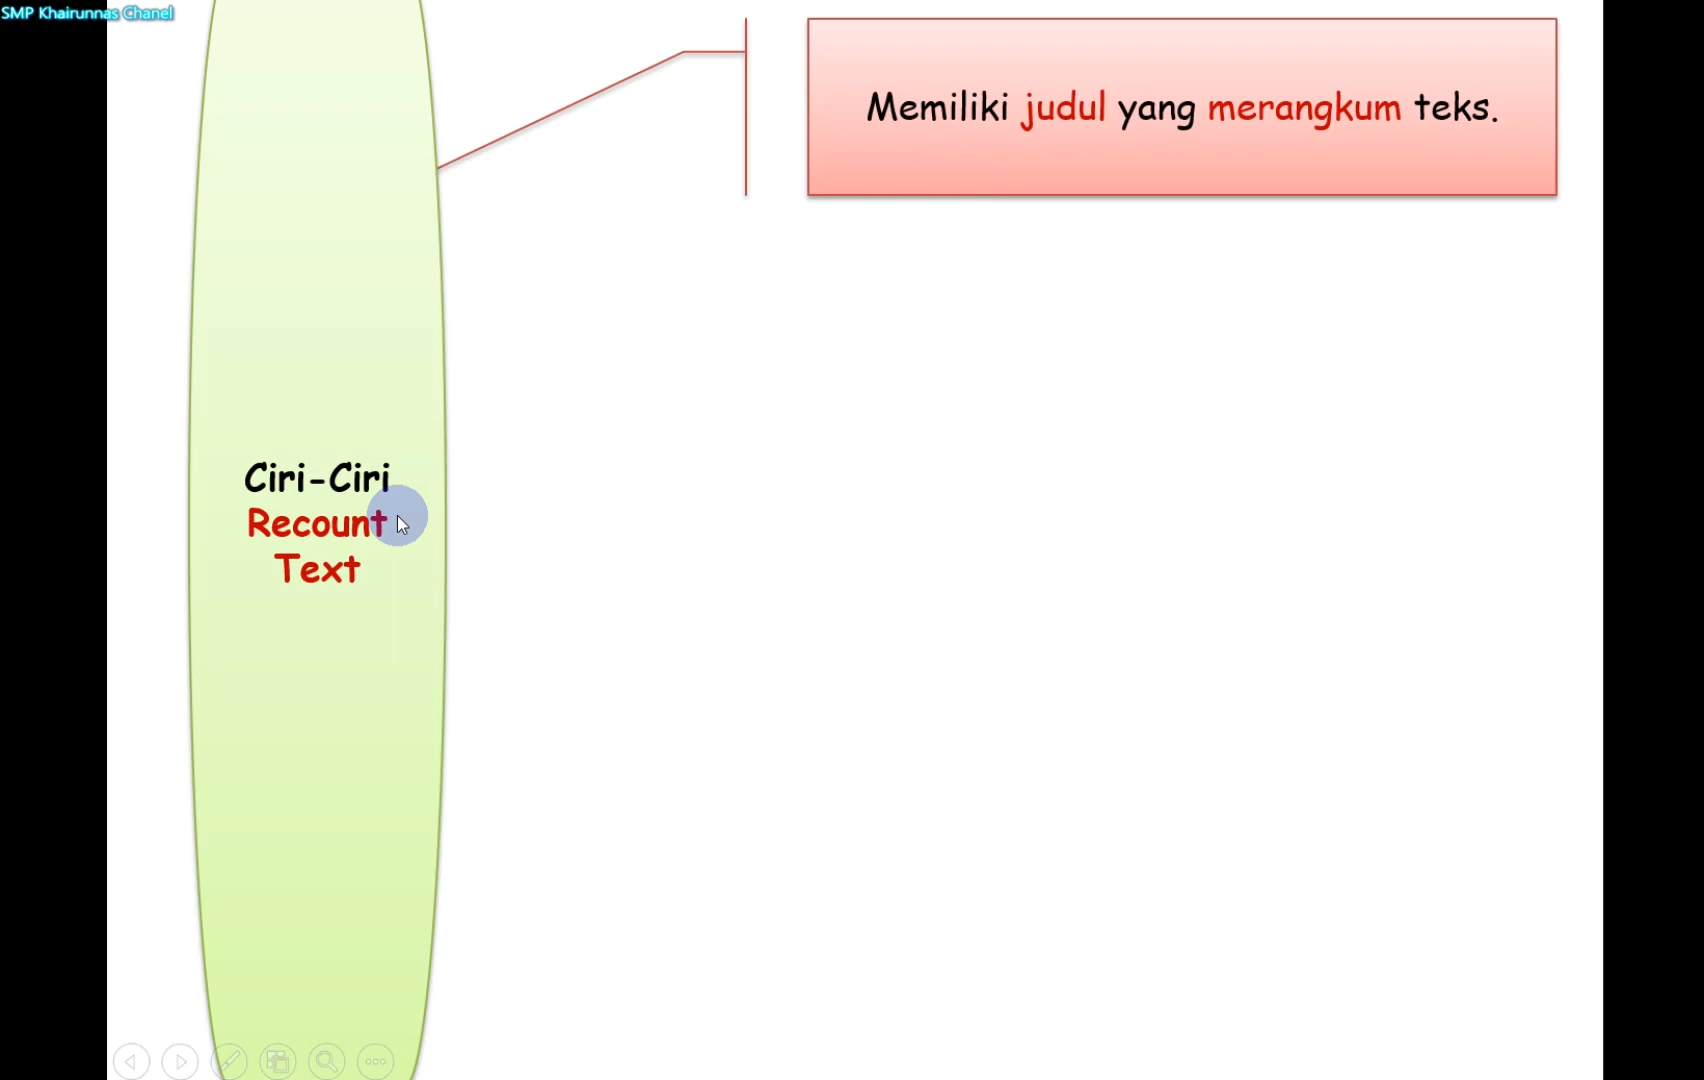 SMP Khairunnas Chanel
Memiliki judul yang merangkum teks.
Ciri-Ciri
Recount
Text